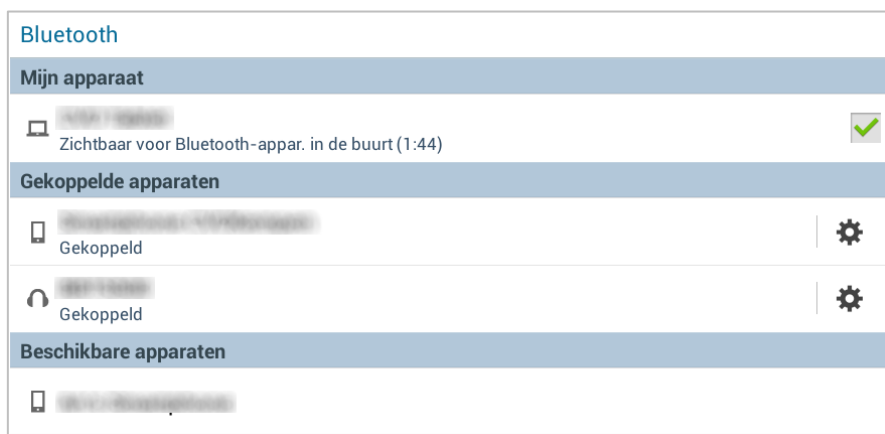 Bluetooth
Mijn apparaat
Zichtbaar voor Bluetooth-appar. in de buurt (1:44)
Gekoppelde apparaten
Gekoppeld
Gekoppeld
Beschikbare apparaten